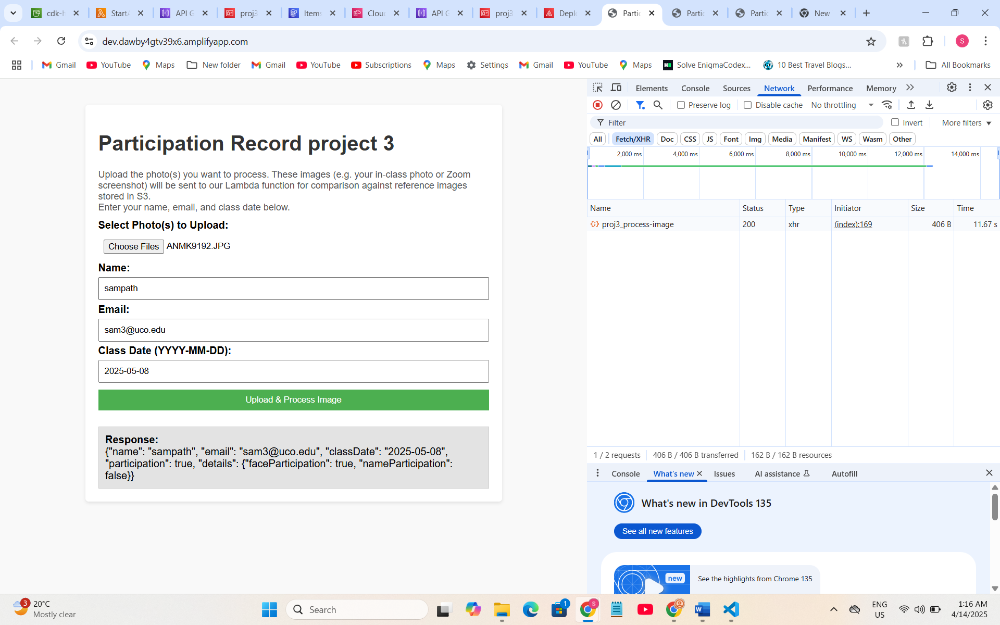 cdk-h
StartA
API G
proj3
Items
Clou
API G
proj3
Deplo
Partic
Partic
Partic
New
dev.dawby4gtv39x6.amplifyapp.com
S
Gmail
YouTube
Maps
New folder
Gmail
YouTube
Subscriptions
Maps
Settings
Gmail
YouTube
Maps
Solve EnigmaCodex...
10 Best Travel Blogs...
All Bookmarks
Participation Record project 3
Upload the photo(s) you want to process. These images (e.g. your in-class photo or Zoom
screenshot) will be sent to our Lambda function for comparison against reference images
stored in S3.
Enter your name, email, and class date below.
Select Photo(s) to Upload:
Choose Files ANMK9192.JPG
Name:
sampath
Email:
sam3@uco.edu
Class Date (YYYY-MM-DD):
2025-05-08
Upload & Process Image
Response:
{"name": "sampath", "email": "sam3@uco.edu", "classDate": "2025-05-08",
"participation": true, "details": {"faceParticipation": true, "nameParticipation":
false}}
Elements Console Sources Network Performance Memory
Preserve log Disable cache No throttling
Filter Invert More filters
All Fetch/XHR Doc CSS JS Font Img Media Manifest WS Wasm Other
2,000 ms 4,000 ms 6,000 ms 8,000 ms 10,000 ms 12,000 ms 14,000 ms
Name Status Type Initiator Size Time
proj3_process-image 200 xhr (index):169 406 B 11.67 s
1 / 2 requests 406 B / 406 B transferred 162 B / 162 B resources
Console What's new Issues AI assistance Autofill
What's new in DevTools 135
See all new features
new
See the highlights from Chrome 135
3
20°C
Mostly clear
Search
1
S
ENG
US
1:16 AM
4/14/2025